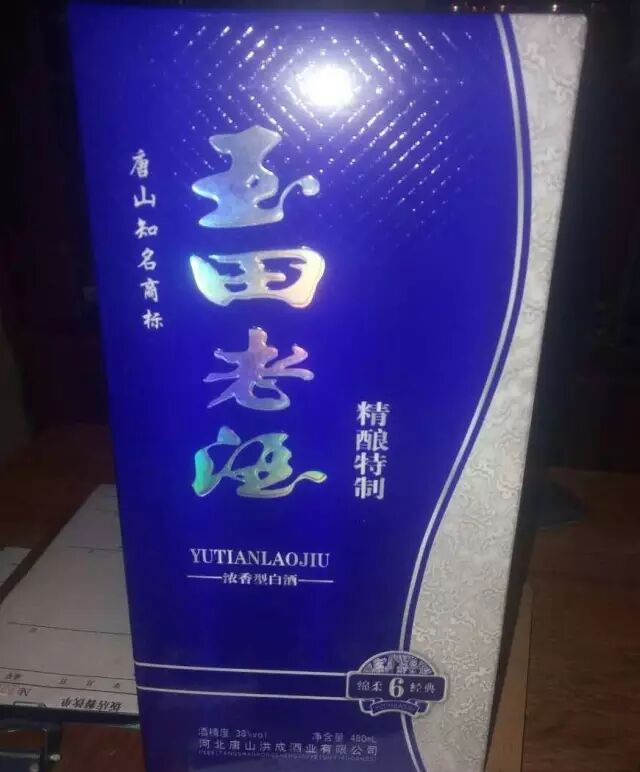 唐山知名商标
玉田老酒
精酿特制
YUTIANLAOJIU
浓香型白酒
绵柔6经典
酒精度 38%vol 净含量 480mL
河北唐山洪成酒业有限公司